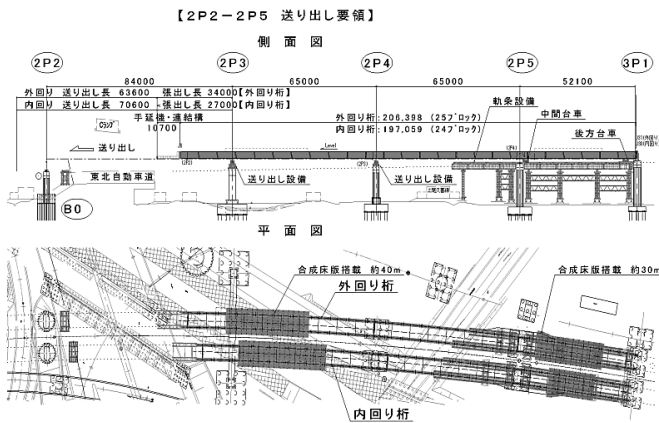 【2P2－2P5 送り出し要領】
側面図
2P2 2P3 2P4 2P5 3P1
84000 65000 65000 52100
外回り 送り出し長 63600 張出し長 34000【外回り桁】
内回り 送り出し長 70600 張出し長 27000【内回り桁】
軌条設備
中間台車
手延機・連結構
10700
外回り桁:206,398 (25ブロック)
内回り桁:197,059 (24ブロック)
後方台車
Cランプ
送り出し
Level
東北自動車道
送り出し設備
送り出し設備
B0
平面図
合成床版搭載 約40m
合成床版搭載 約30m
外回り桁
内回り桁